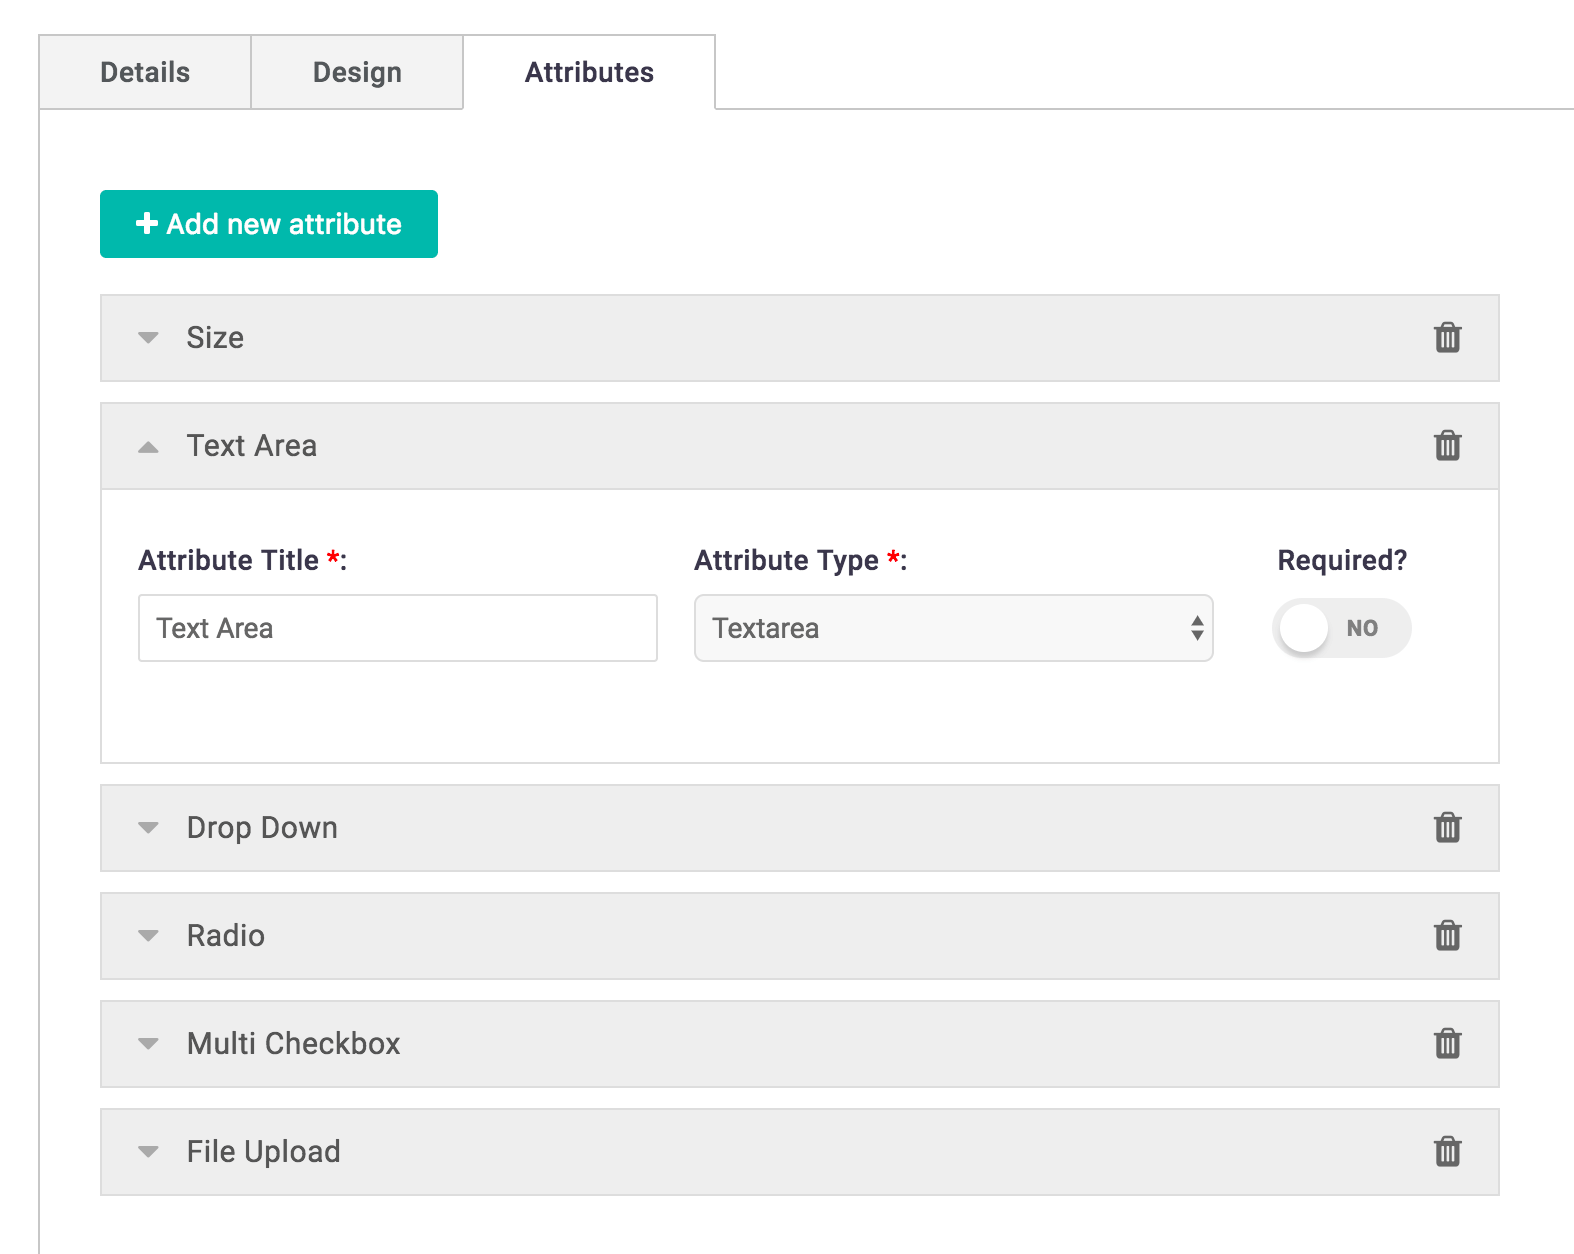 Details Design Attributes
Add new attribute
Size
Text Area
Attribute Title *: Attribute Type *: Required?
Text Area Textarea NO
Drop Down
Radio
Multi Checkbox
File Upload